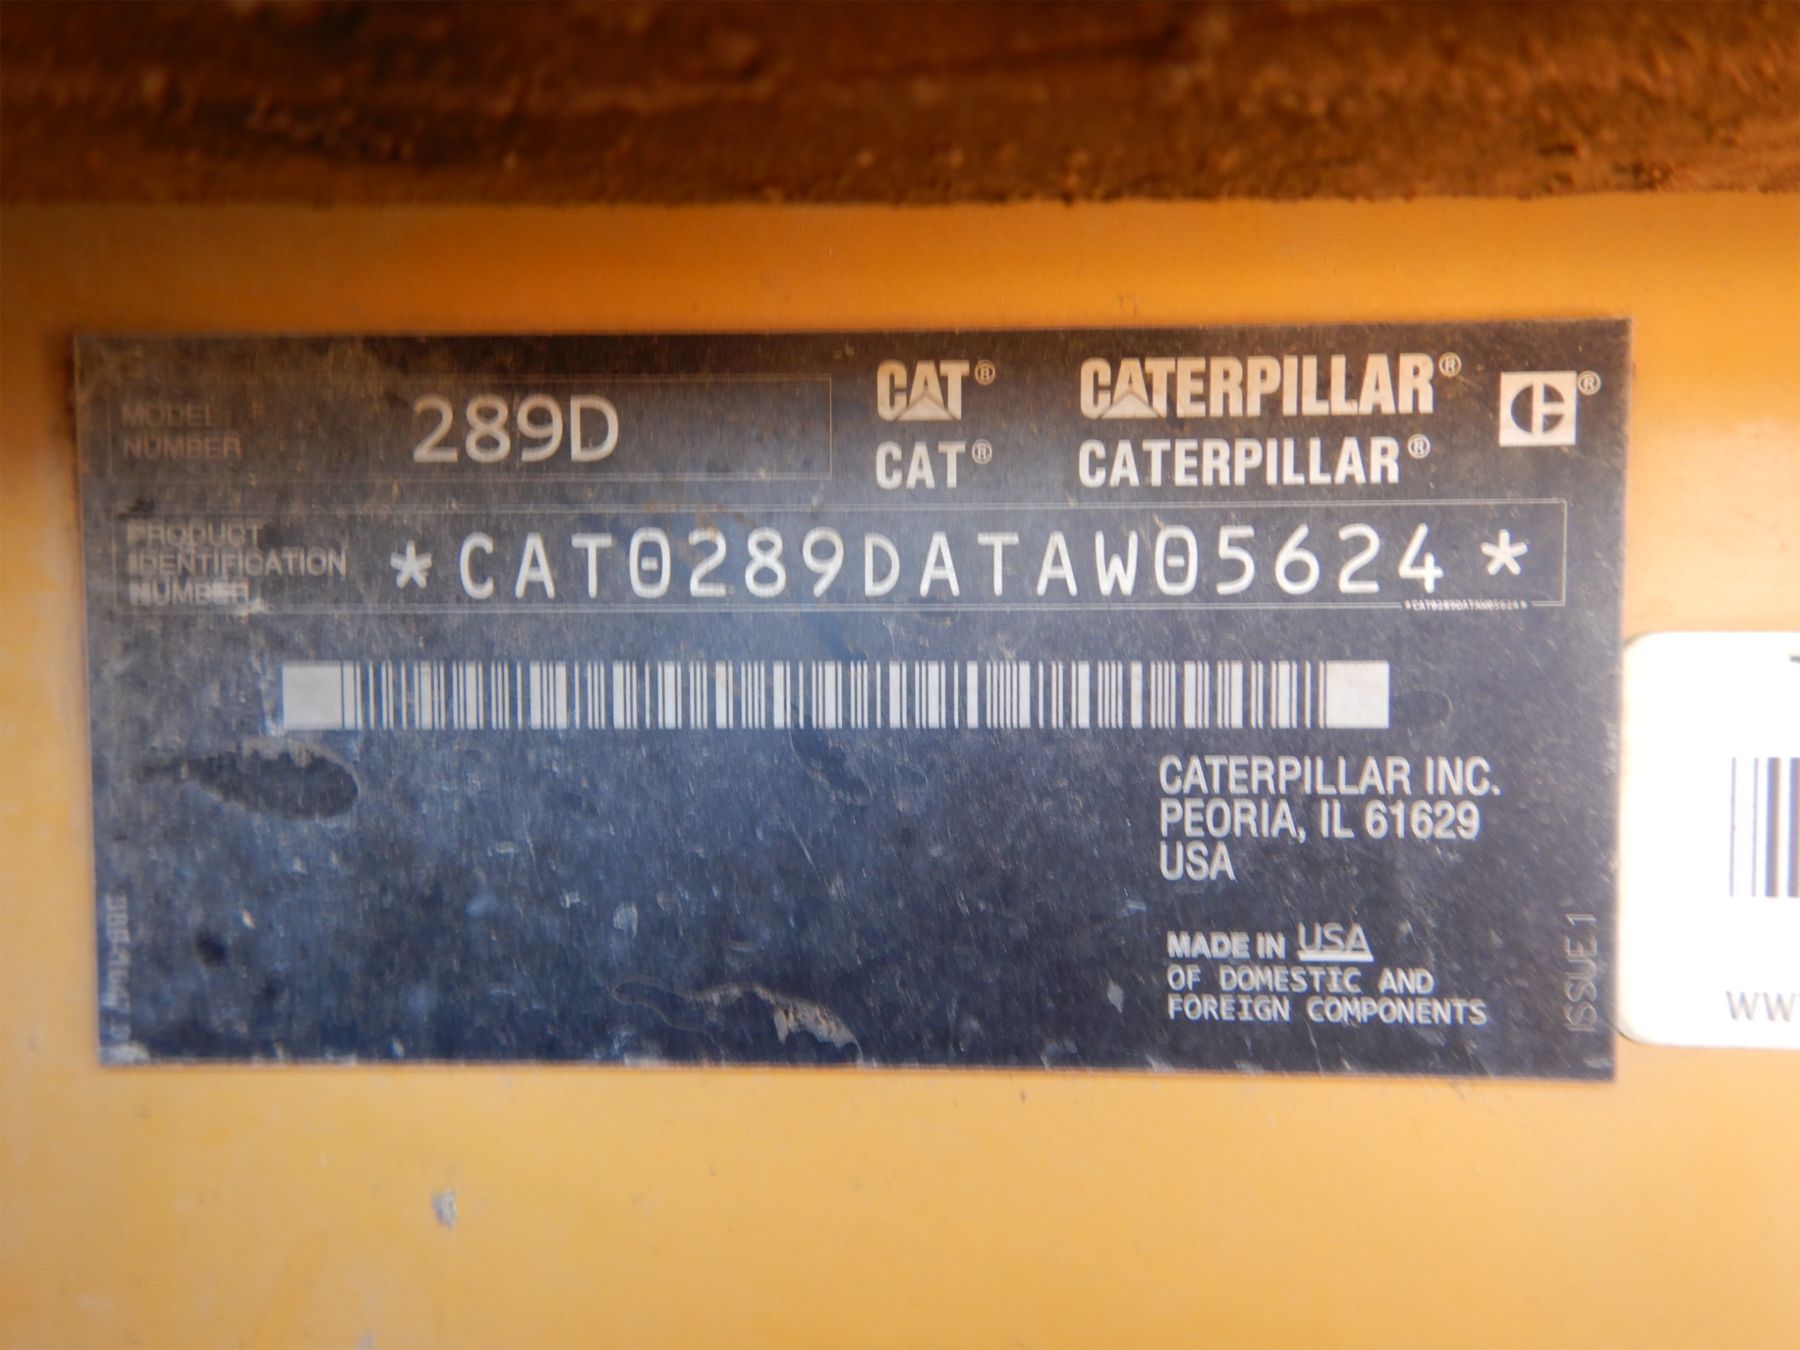 MODEL
NUMBER
289D
CAT® CATERPILLAR®
CAT® CATERPILLAR®
PRODUCT
IDENTIFICATION
NUMBER
*CAT0289DATAW05624*
*CAT0289DATAW05624*
CATERPILLAR INC.
PEORIA, IL 61629
USA
MADE IN USA
OF DOMESTIC AND
FOREIGN COMPONENTS
ISSUE 1